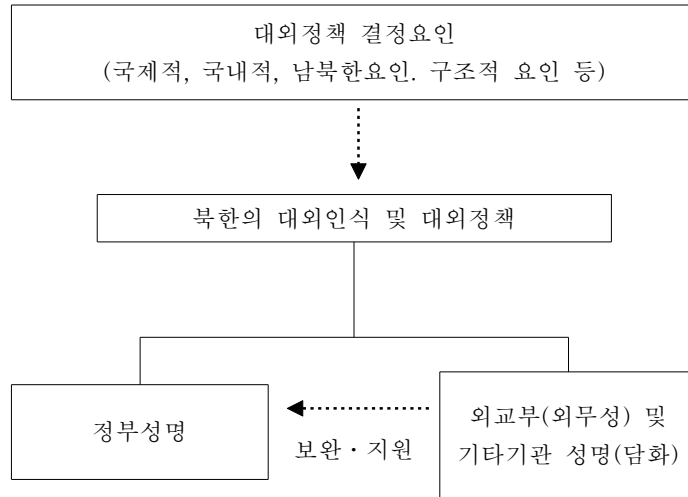 대외정책 결정요인
(국제적, 국내적, 남북한요인. 구조적 요인 등)
북한의 대외인식 및 대외정책
정부성명
보완·지원
외교부(외무성) 및
기타기관 성명(담화)